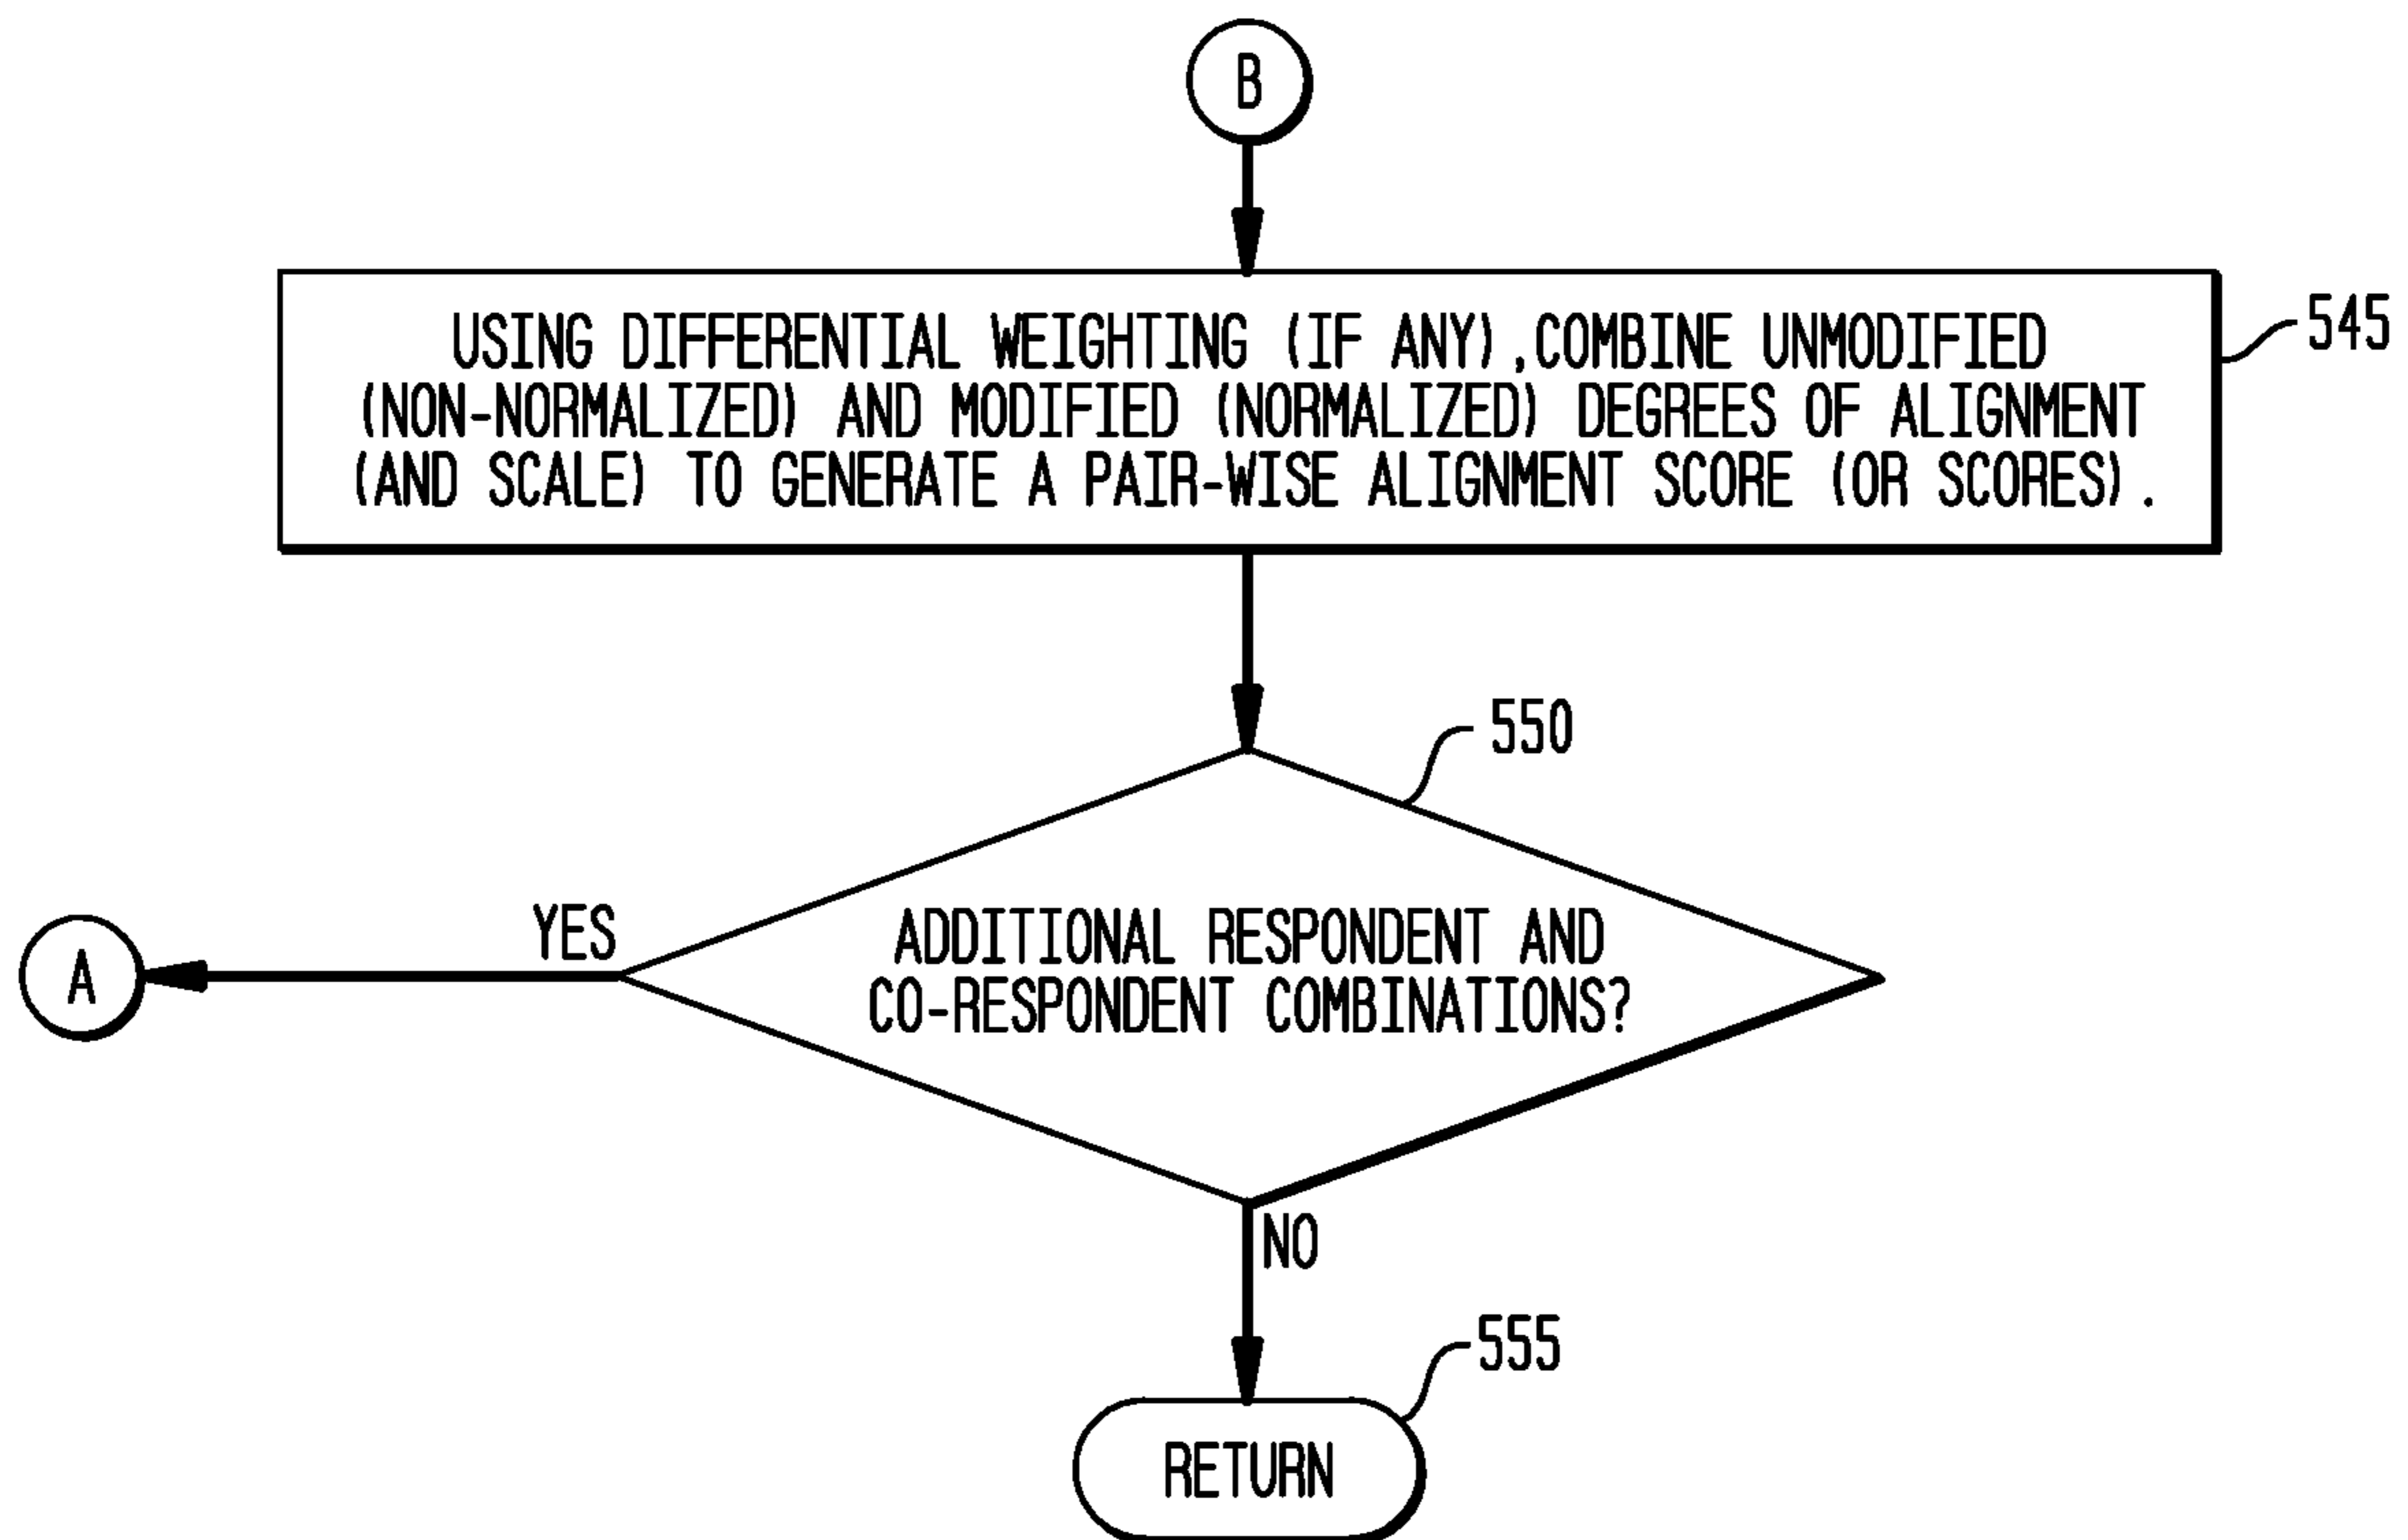 B
USING DIFFERENTIAL WEIGHTING (IF ANY),COMBINE UNMODIFIED
(NON-NORMALIZED) AND MODIFIED (NORMALIZED) DEGREES OF ALIGNMENT
(AND SCALE) TO GENERATE A PAIR-WISE ALIGNMENT SCORE (OR SCORES).
545
550
ADDITIONAL RESPONDENT AND
CO-RESPONDENT COMBINATIONS?
YES
A
NO
555
RETURN